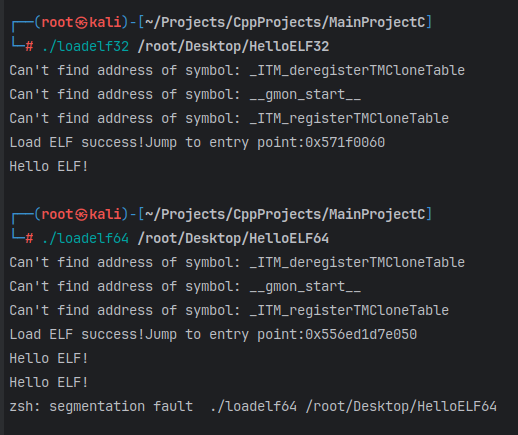 ┌──(root㉿kali)-[~/Projects/CppProjects/MainProjectC]
└─# ./loadelf32 /root/Desktop/HelloELF32
Can't find address of symbol: _ITM_deregisterTMCloneTable
Can't find address of symbol: __gmon_start__
Can't find address of symbol: _ITM_registerTMCloneTable
Load ELF success!Jump to entry point:0x571f0060
Hello ELF!
┌──(root㉿kali)-[~/Projects/CppProjects/MainProjectC]
└─# ./loadelf64 /root/Desktop/HelloELF64
Can't find address of symbol: _ITM_deregisterTMCloneTable
Can't find address of symbol: __gmon_start__
Can't find address of symbol: _ITM_registerTMCloneTable
Load ELF success!Jump to entry point:0x556ed1d7e050
Hello ELF!
Hello ELF!
zsh: segmentation fault  ./loadelf64 /root/Desktop/HelloELF64